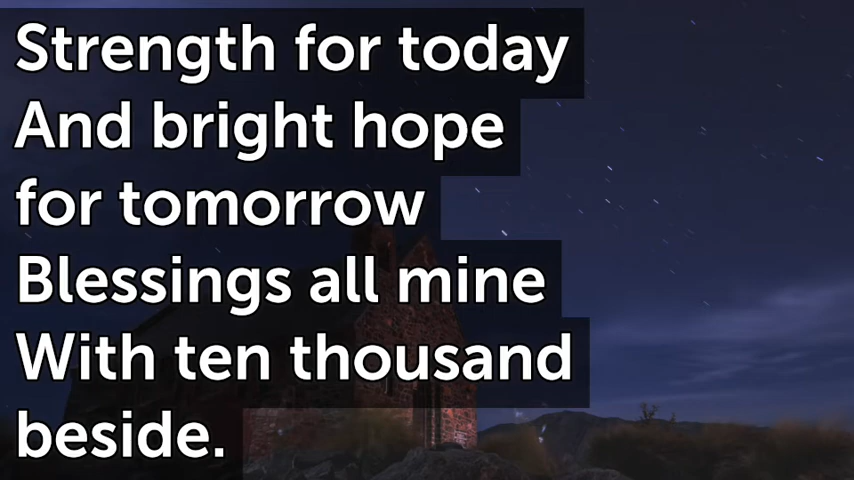 Strength for today
And bright hope
for tomorrow
Blessings all mine
With ten thousand
beside.